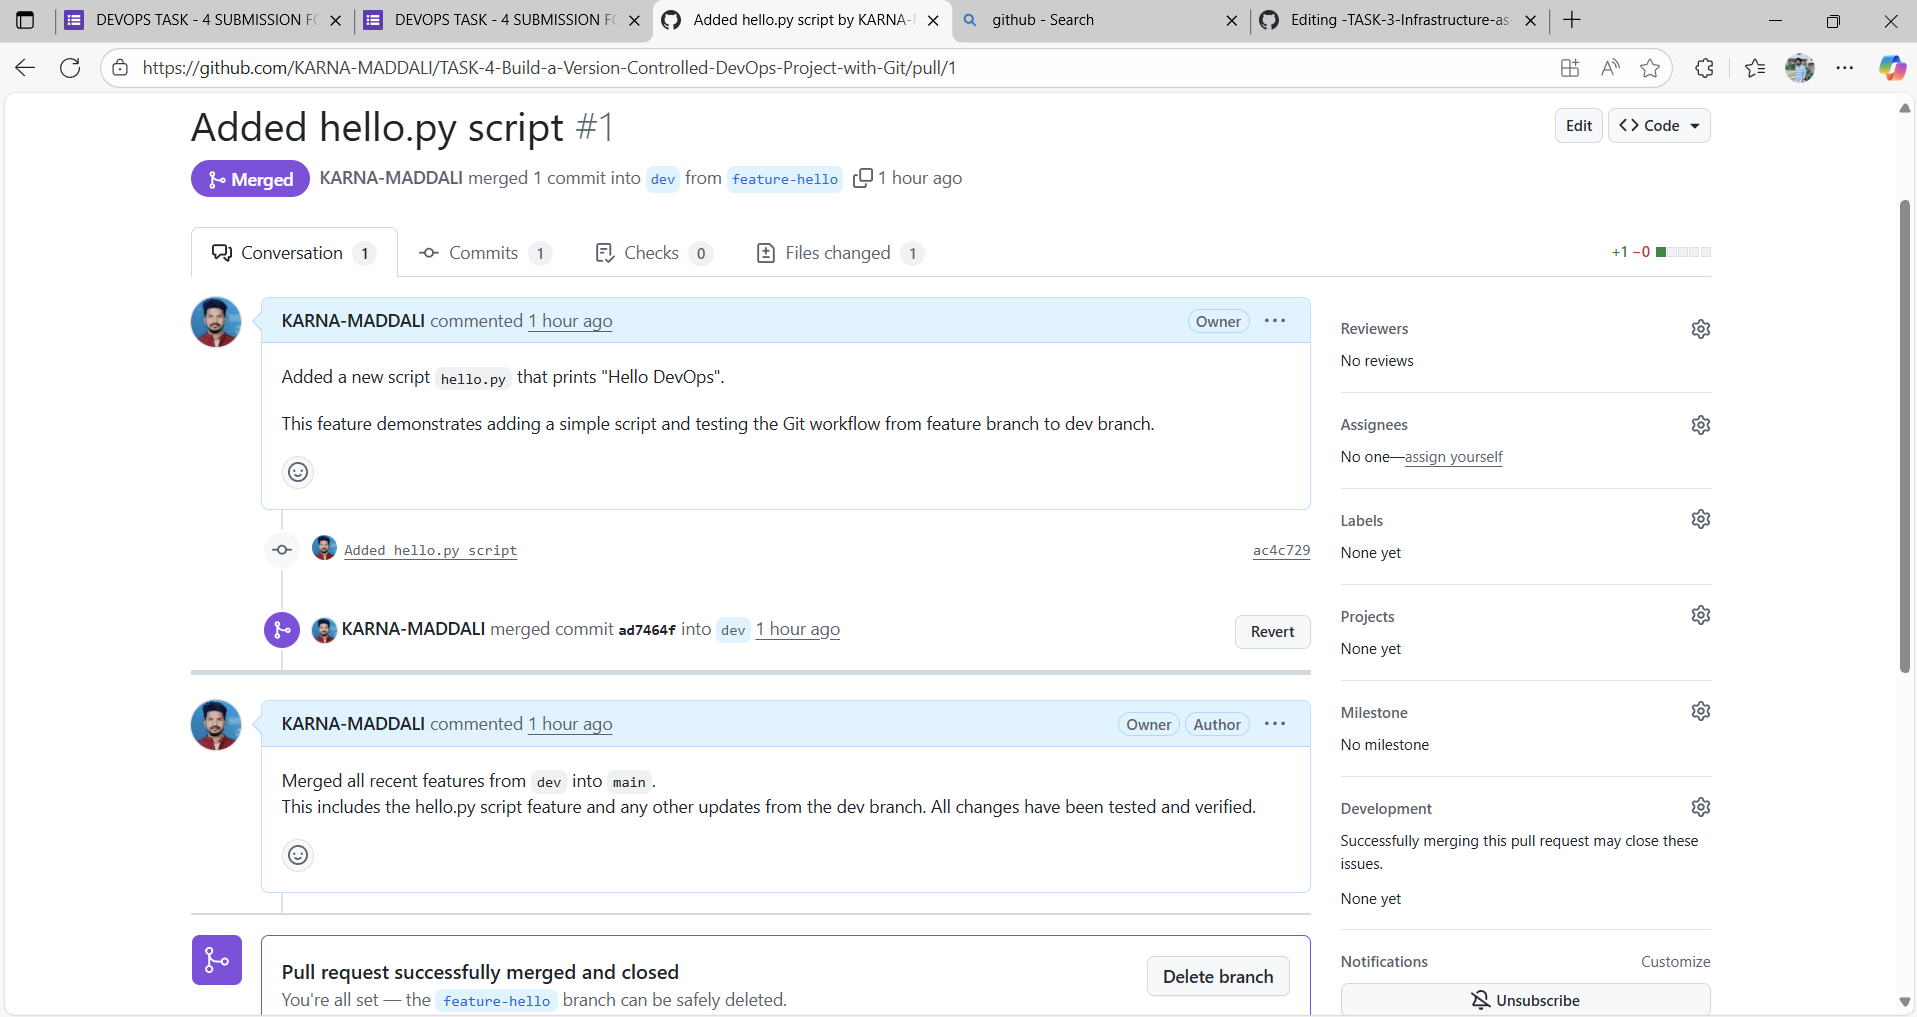 DEVOPS TASK - 4 SUBMISSION FO
DEVOPS TASK - 4 SUBMISSION FO
Added hello.py script by KARNA-M
github - Search
Editing -TASK-3-Infrastructure-as-
https://github.com/KARNA-MADDALI/TASK-4-Build-a-Version-Controlled-DevOps-Project-with-Git/pull/1
Added hello.py script #1
Edit
<> Code
Merged KARNA-MADDALI merged 1 commit into dev from feature-hello 1 hour ago
Conversation 1
Commits 1
Checks 0
Files changed 1
+1 −0
KARNA-MADDALI commented 1 hour ago
Owner
Added a new script hello.py that prints "Hello DevOps".
This feature demonstrates adding a simple script and testing the Git workflow from feature branch to dev branch.
Added hello.py script
ac4c729
KARNA-MADDALI merged commit ad7464f into dev 1 hour ago
Revert
KARNA-MADDALI commented 1 hour ago
Owner
Author
Merged all recent features from dev into main.
This includes the hello.py script feature and any other updates from the dev branch. All changes have been tested and verified.
Pull request successfully merged and closed
You're all set — the feature-hello branch can be safely deleted.
Delete branch
Reviewers
No reviews
Assignees
No one—assign yourself
Labels
None yet
Projects
None yet
Milestone
No milestone
Development
Successfully merging this pull request may close these
issues.
None yet
Notifications
Customize
Unsubscribe